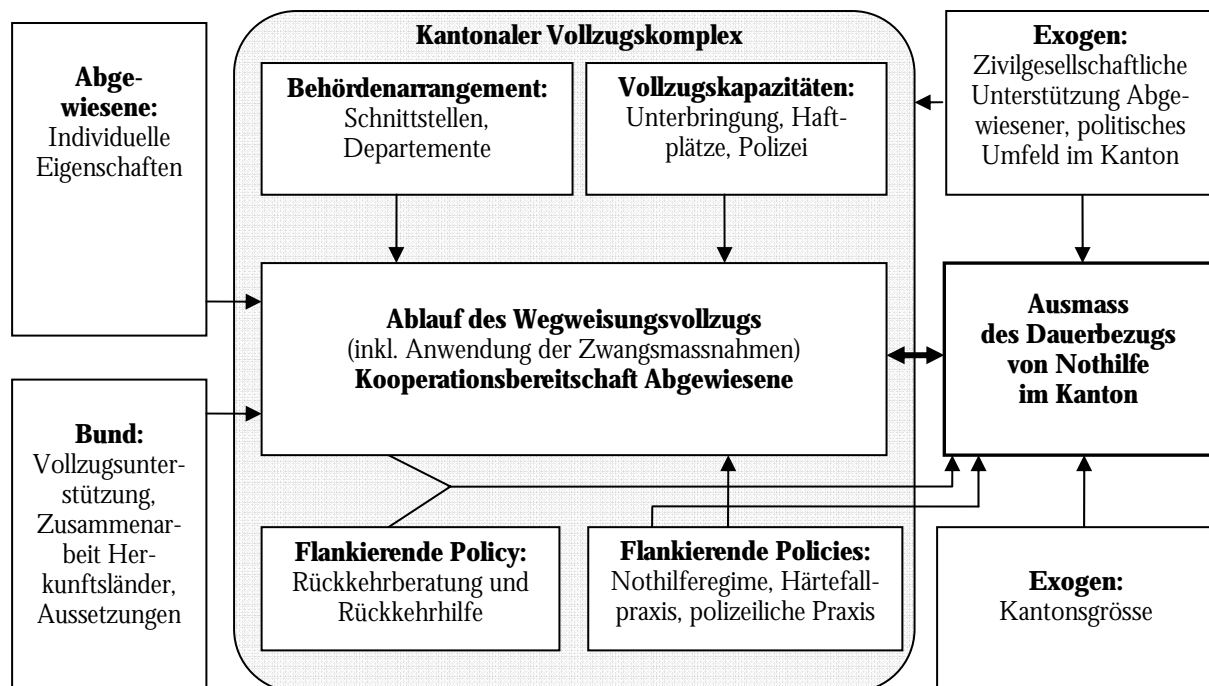 Kantonaler Vollzugskomplex
Abge-
wiesene:
Individuelle
Eigenschaften
Behördenarrangement:
Schnittstellen,
Departemente
Vollzugskapazitäten:
Unterbringung, Haft-
plätze, Polizei
Exogen:
Zivilgesellschaftliche
Unterstützung Abge-
wiesener, politisches
Umfeld im Kanton
Ablauf des Wegweisungsvollzugs
(inkl. Anwendung der Zwangsmassnahmen)
Kooperationsbereitschaft Abgewiesene
Ausmass
des Dauerbezugs
von Nothilfe
im Kanton
Bund:
Vollzugsunter-
stützung,
Zusammenar-
beit Her-
kunftsländer,
Aussetzungen
Flankierende Policy:
Rückkehrberatung und
Rückkehrhilfe
Flankierende Policies:
Nothilferegime, Härtefall-
praxis, polizeiliche Praxis
Exogen:
Kantonsgrösse